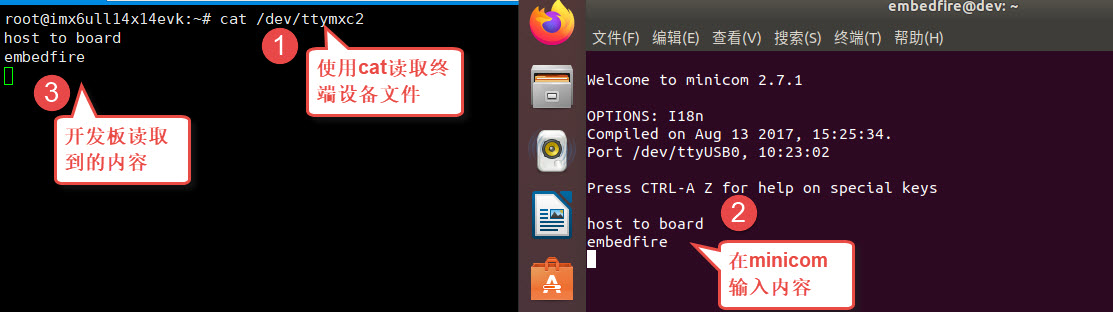 root@imx6ull14x14evk:~# cat /dev/ttymxc2
host to board
embedfire
1
使用cat读取终
端设备文件
3
开发板读取
到的内容
embedfire@dev: ~
文件(F) 编辑(E) 查看(V) 搜索(S) 终端(T) 帮助(H)
Welcome to minicom 2.7.1
OPTIONS: I18n
Compiled on Aug 13 2017, 15:25:34.
Port /dev/ttyUSB0, 10:23:02
Press CTRL-A Z for help on special keys
2
host to board
embedfire
在minicom
输入内容